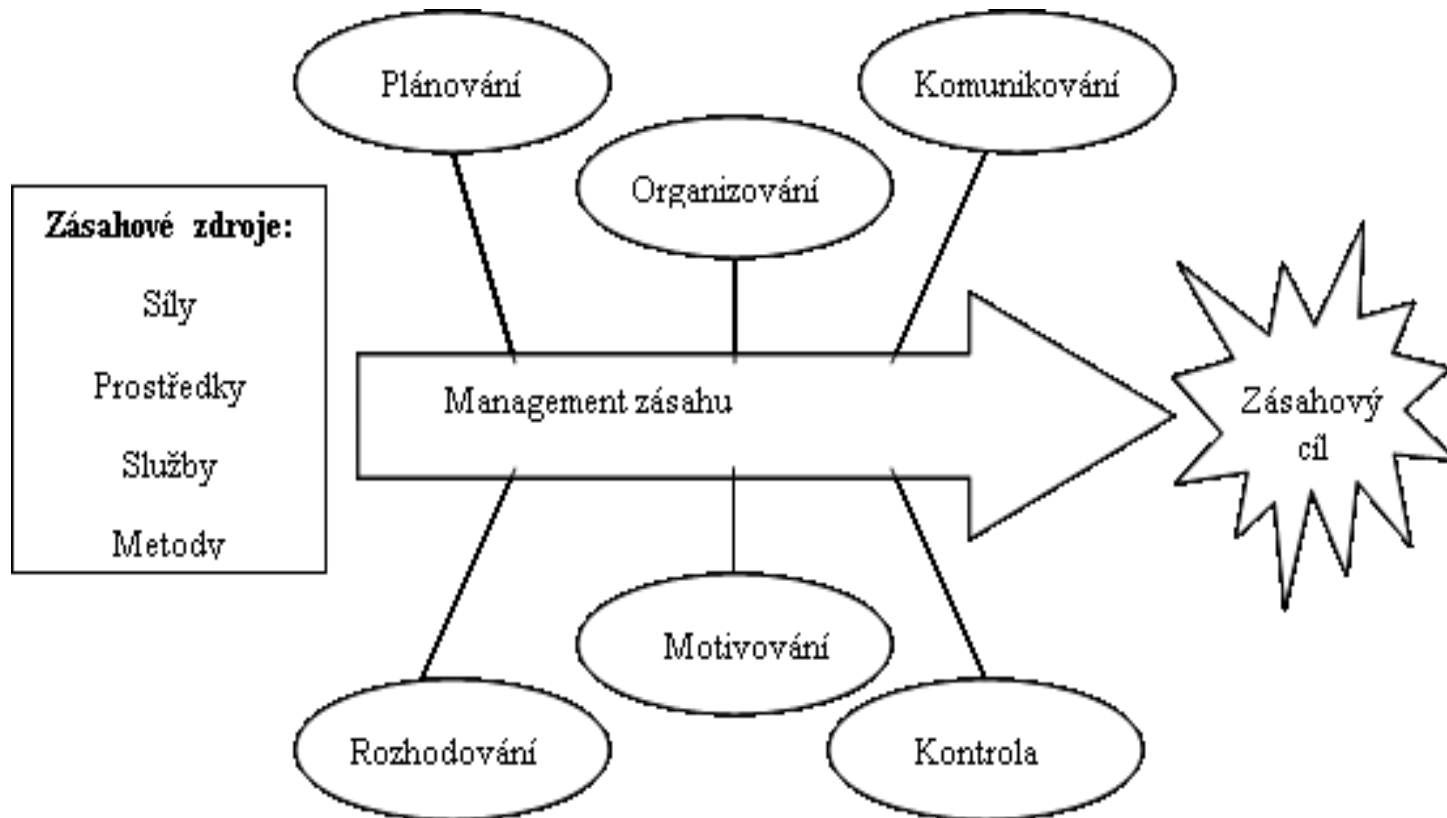 Plánování
Komunikování
Organizování
Zásahové zdroje:
Síly
Prostředky
Služby
Metody
Management zásahu
Zásahový
cíl
Motivování
Rozhodování
Kontrola